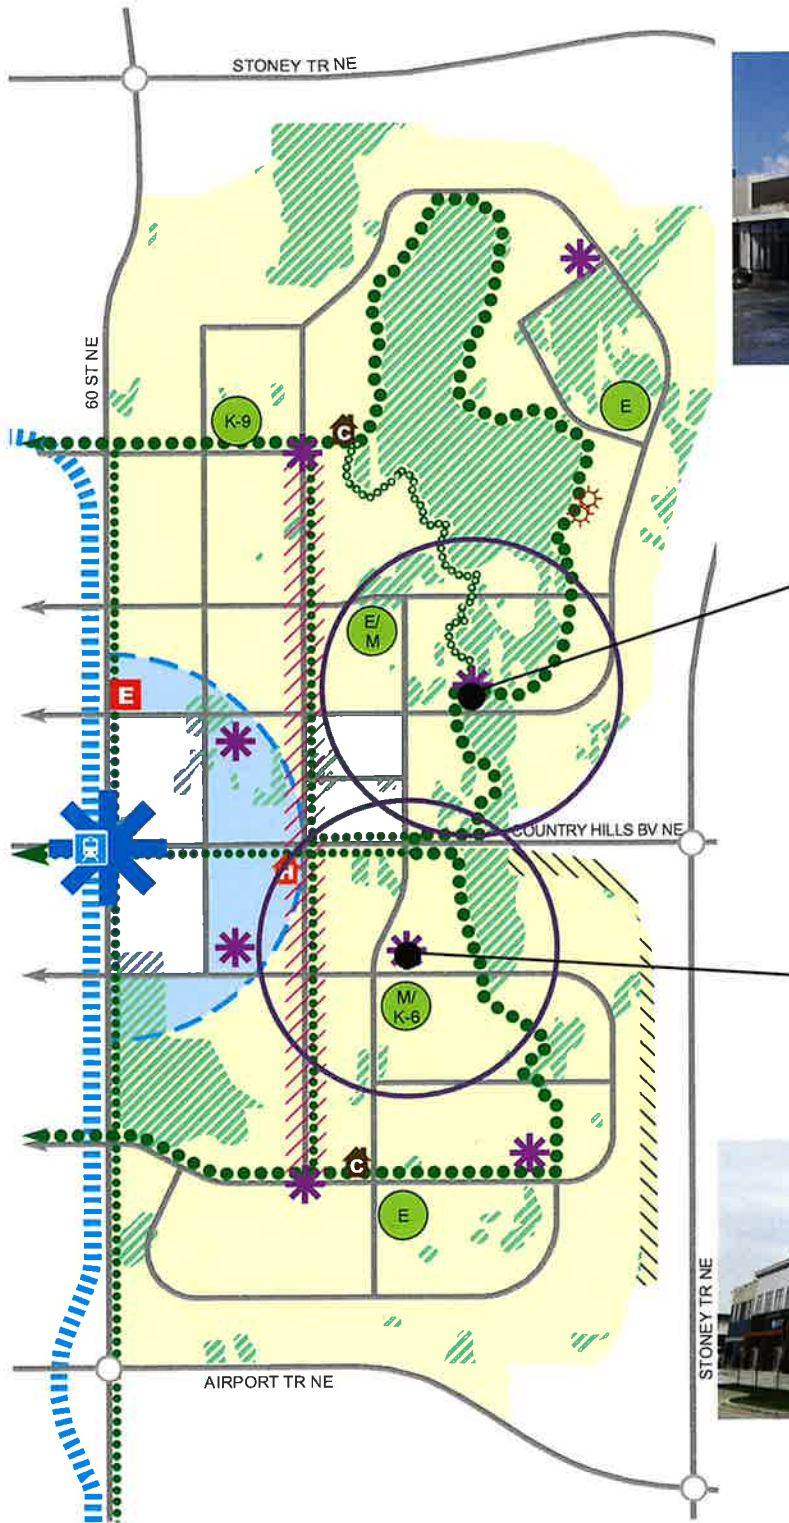 STONEY TR NE
60 ST NE
K-9
C
E
E/
M
E
COUNTRY HILLS BV NE
H
M/
K-6
C
E
STONEY TR NE
AIRPORT TR NE